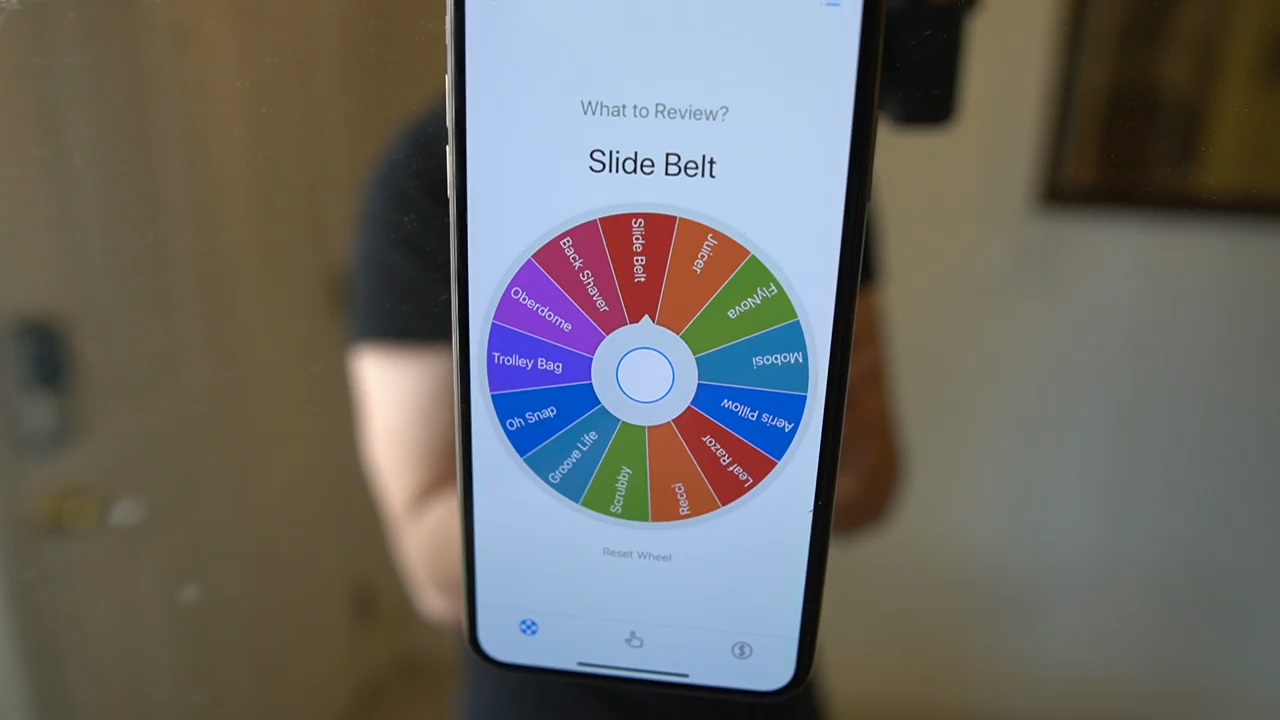 What to Review?
Slide Belt
Slide Belt
Juicer
FlyNova
Mobosi
Aeris Pillow
Leaf Razor
Recci
Scrubby
Groove Life
Oh Snap
Trolley Bag
Oberdome
Back Shaver
Reset Wheel